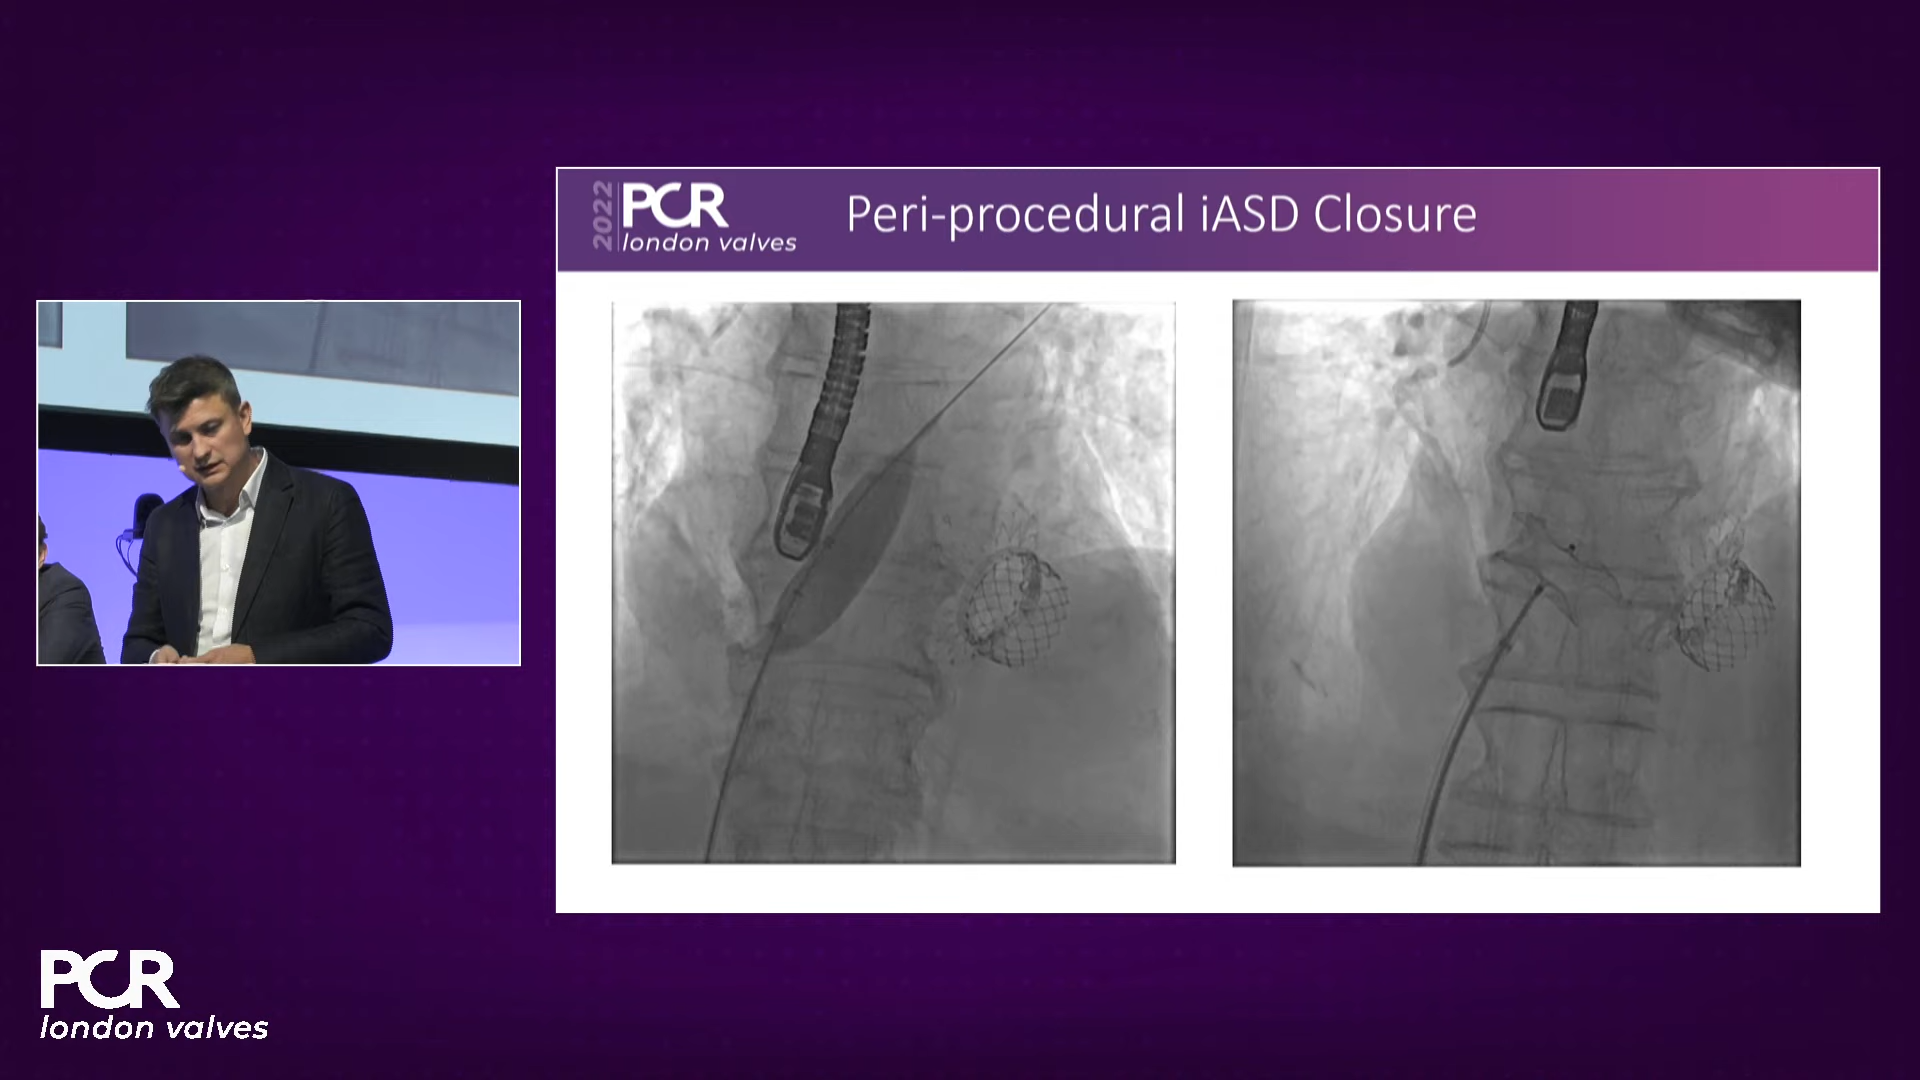 2022
PCR
london valves
Peri-procedural iASD Closure
PCR
london valves